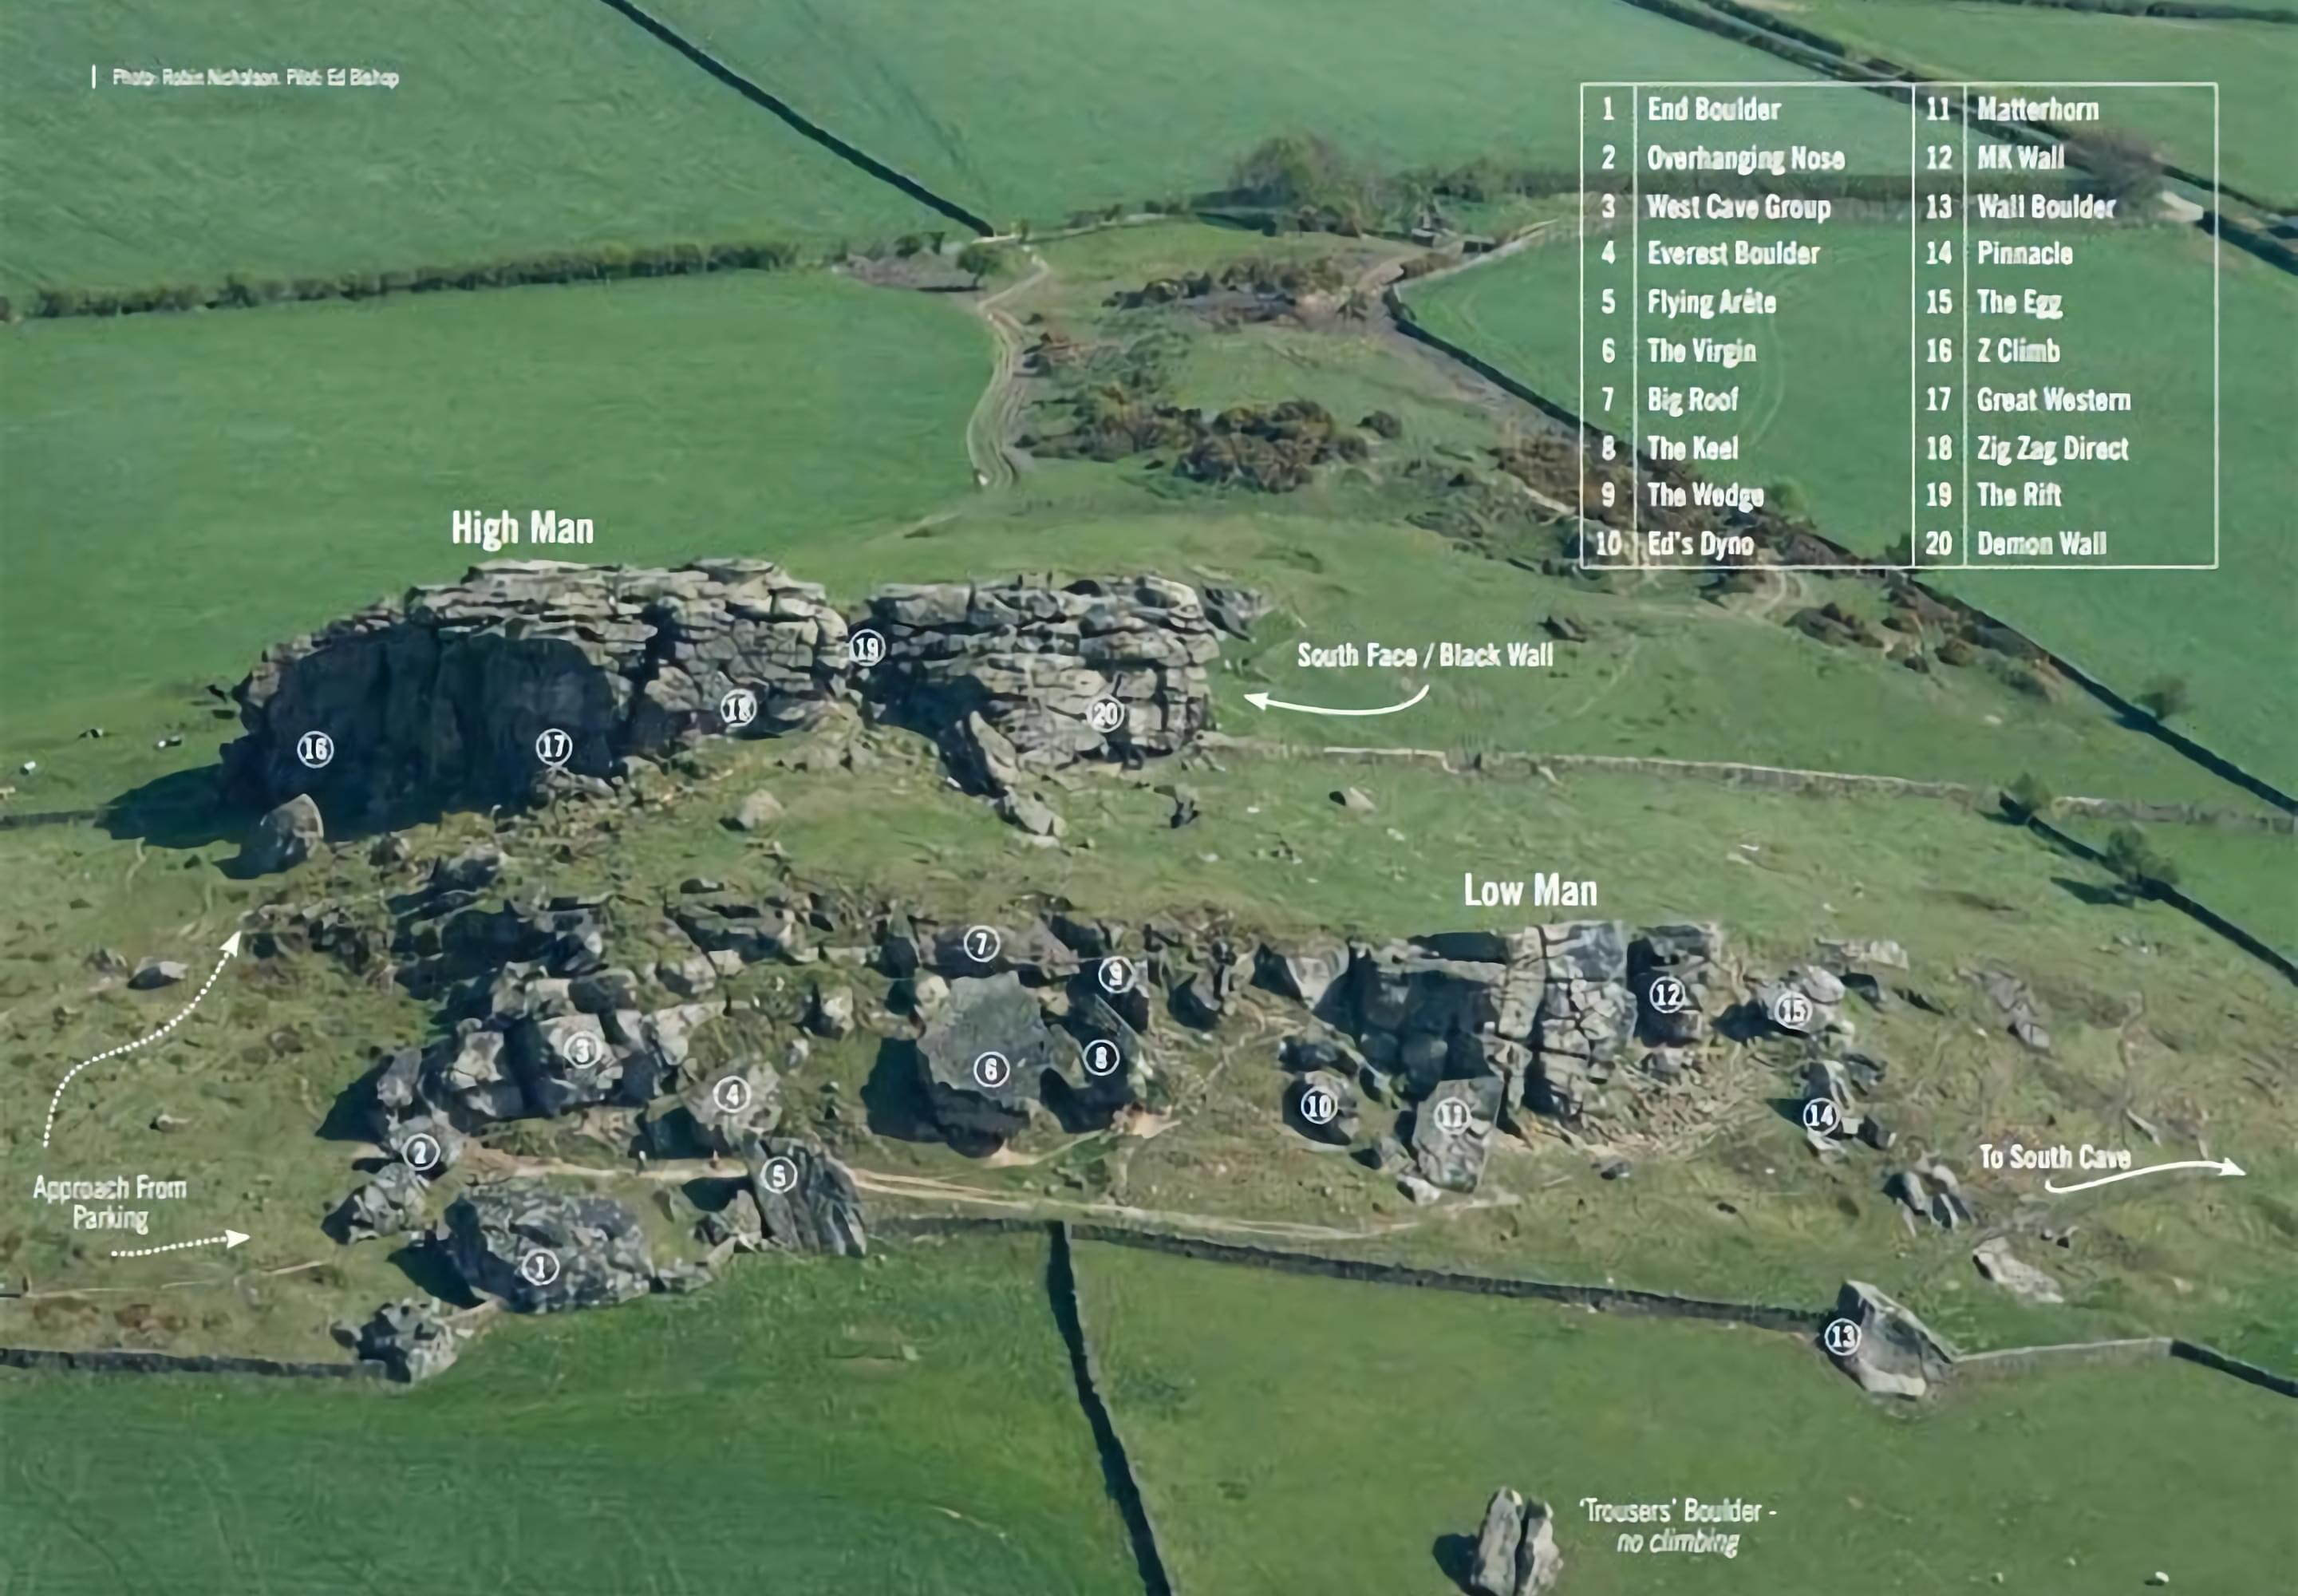 Photo: Robin Nicholson. Pilot: Ed Bishop
1 End Boulder 11 Matterhorn
2 Overhanging Nose 12 MK Wall
3 West Cave Group 13 Wall Boulder
4 Everest Boulder 14 Pinnacle
5 Flying Arête 15 The Egg
6 The Virgin 16 Z Climb
7 Big Roof 17 Great Western
8 The Keel 18 Zig Zag Direct
9 The Wedge 19 The Rift
10 Ed's Dyno 20 Demon Wall
High Man
19
South Face / Black Wall
18
20
16
17
Low Man
7
9
12
15
3
6
8
4
10
11
14
2
5
To South Cave
Approach From
Parking
1
13
'Trousers' Boulder -
no climbing